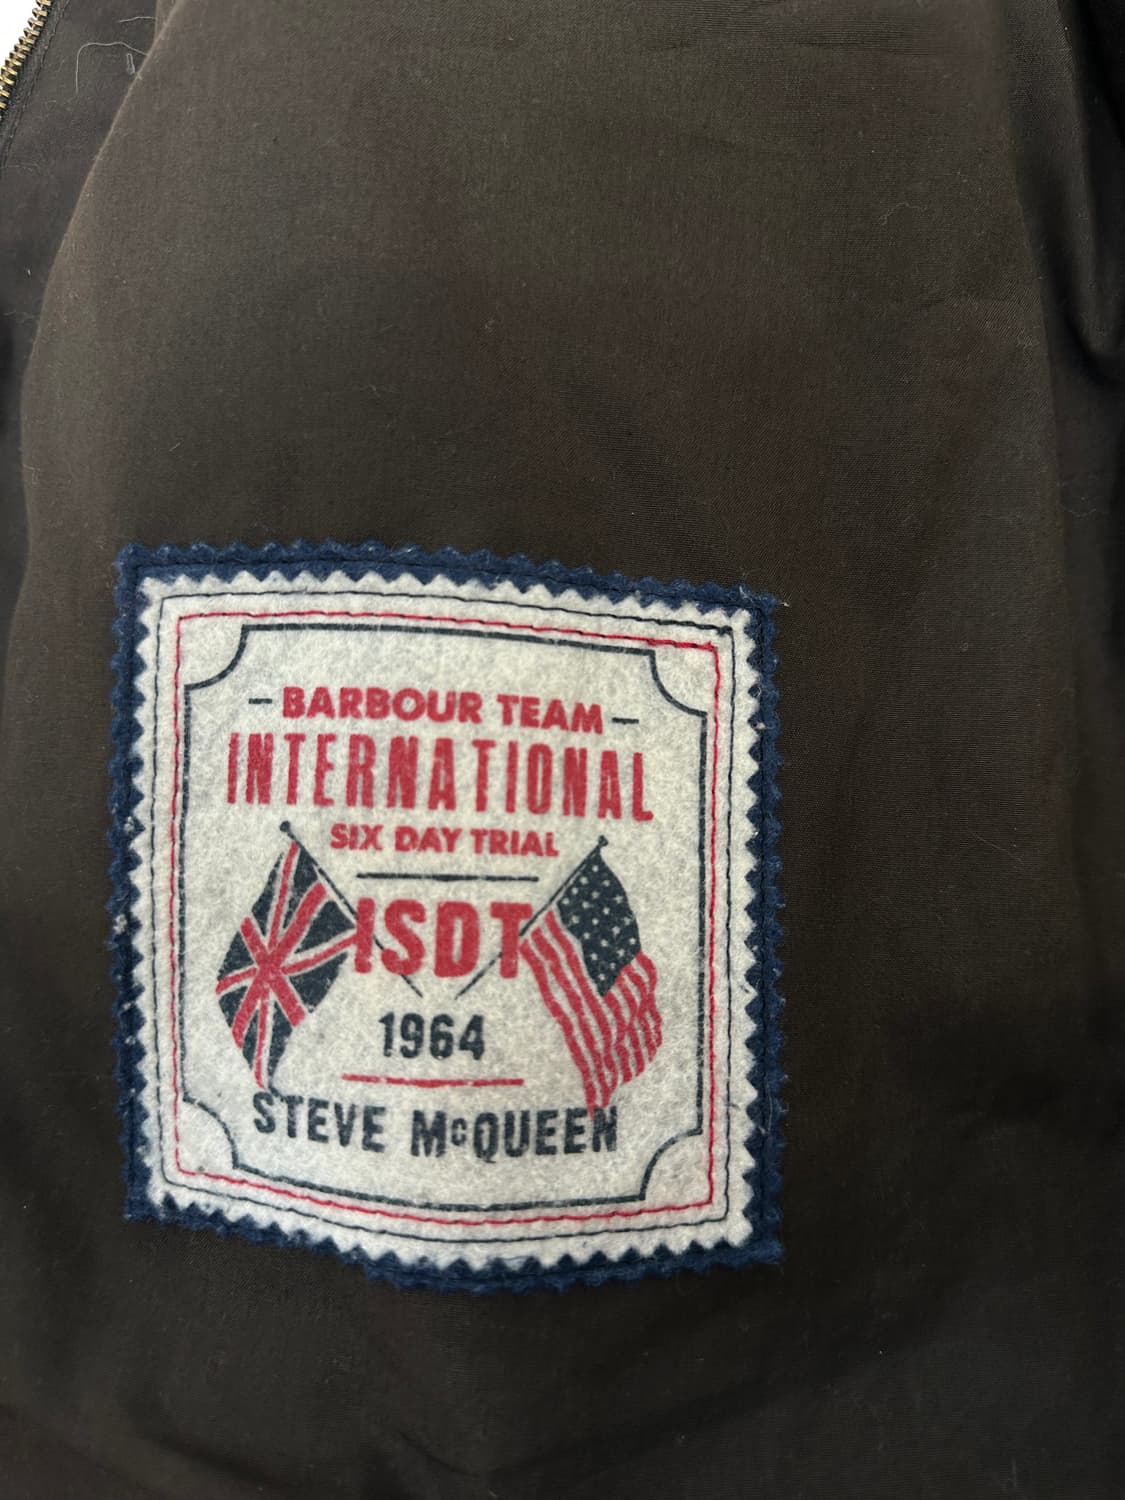 - BARBOUR TEAM -
INTERNATIONAL
SIX DAY TRIAL
ISDT
1964
STEVE McQUEEN